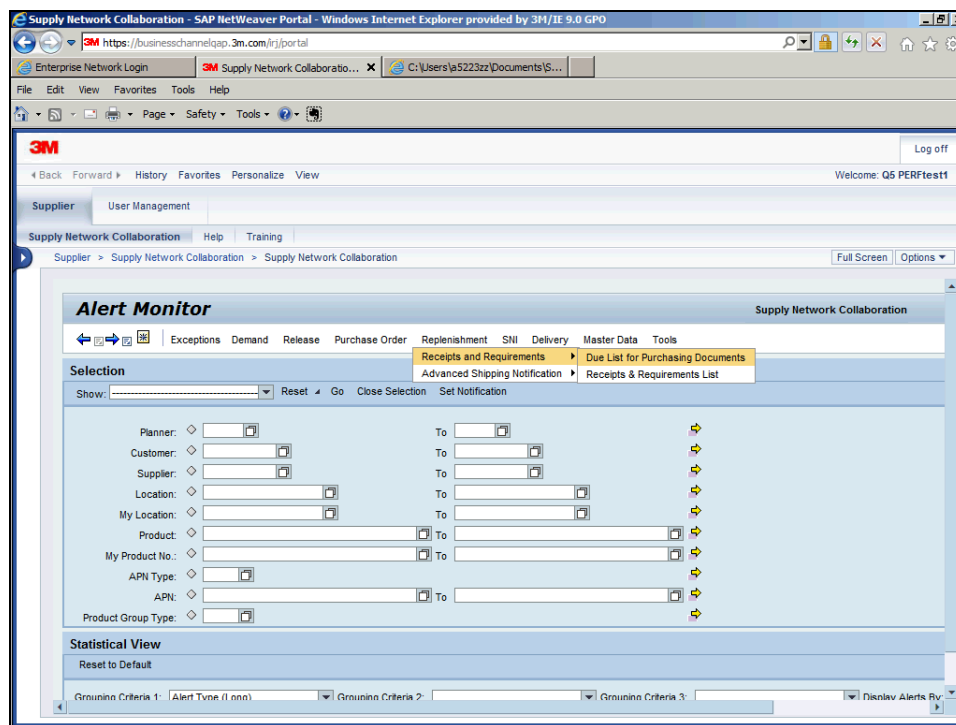 Supply Network Collaboration - SAP NetWeaver Portal - Windows Internet Explorer provided by 3M/IE 9.0 GPO
3M https://businesschannelqap.3m.com/irj/portal
Enterprise Network Login
3M Supply Network Collaboratio... X
C:\Users\a5223zz\Documents\S...
File Edit View Favorites Tools Help
Page Safety Tools
3M
Log off
Back Forward History Favorites Personalize View
Welcome: Q5 PERFtest1
Supplier User Management
Supply Network Collaboration Help Training
Supplier > Supply Network Collaboration > Supply Network Collaboration
Full Screen Options
Alert Monitor
Supply Network Collaboration
Exceptions Demand Release Purchase Order Replenishment SNI Delivery Master Data Tools
Receipts and Requirements
Due List for Purchasing Documents
Advanced Shipping Notification
Receipts & Requirements List
Selection
Show: Reset Go Close Selection Set Notification
Planner: To
Customer: To
Supplier: To
Location: To
My Location: To
Product: To
My Product No.: To
APN Type:
APN: To
Product Group Type:
Statistical View
Reset to Default
Grouping Criteria 1: Alert Type (Long) Grouping Criteria 2: Grouping Criteria 3: Display Alerts By: